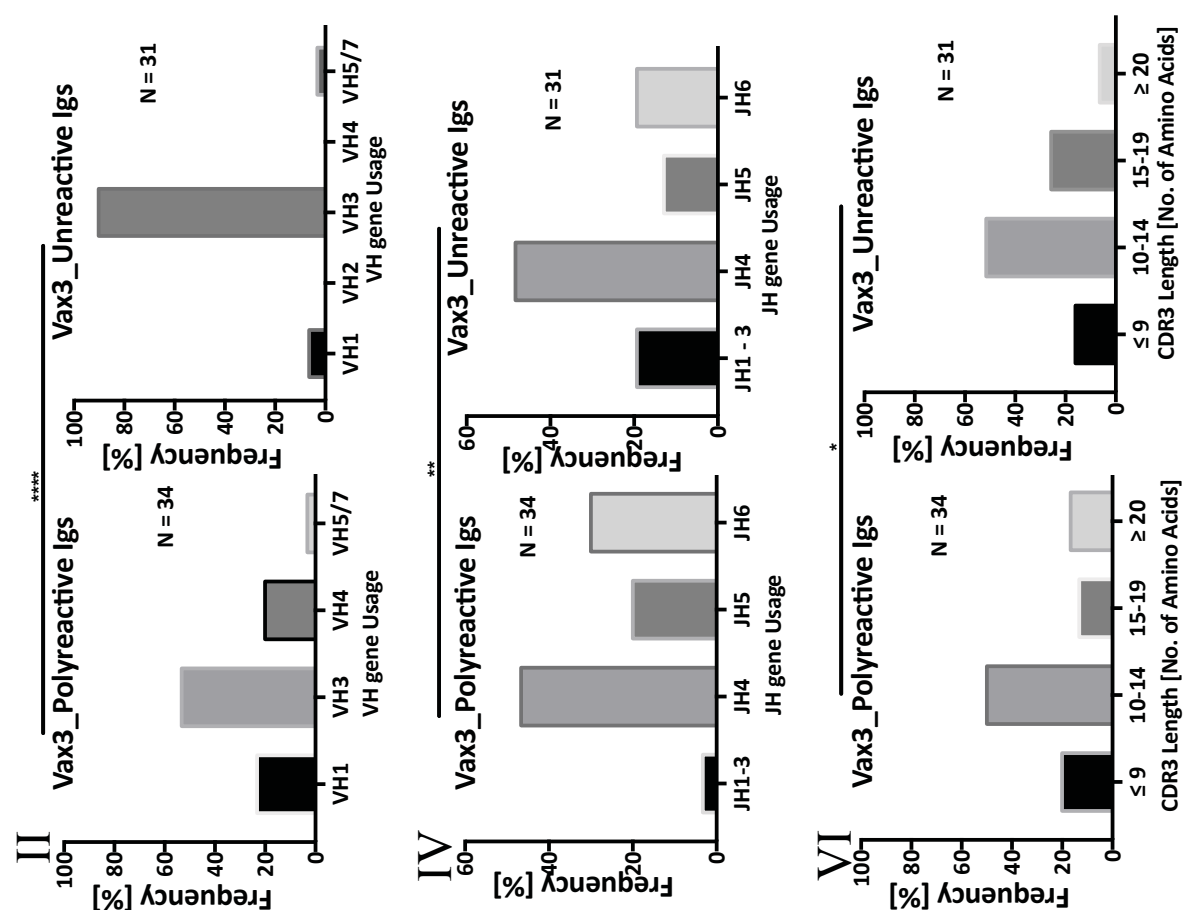 II
****
Vax3_Polyreactive Igs
Vax3_Unreactive Igs
N = 34
N = 31
Frequency [%]
100
80
60
40
20
0
VH1
VH3
VH4
VH5/7
VH gene Usage
Frequency [%]
100
80
60
40
20
0
VH1
VH2
VH3
VH4
VH5/7
VH gene Usage
IV
**
Vax3_Polyreactive Igs
Vax3_Unreactive Igs
N = 34
N = 31
Frequency [%]
60
40
20
0
JH1-3
JH4
JH5
JH6
JH gene Usage
Frequency [%]
60
40
20
0
JH1 - 3
JH4
JH5
JH6
JH gene Usage
VI
*
Vax3_Polyreactive Igs
Vax3_Unreactive Igs
N = 34
N = 31
Frequency [%]
100
80
60
40
20
0
≤ 9
10-14
15-19
≥20
CDR3 Length [No. of Amino Acids]
Frequency [%]
100
80
60
40
20
0
≤ 9
10-14
15-19
≥ 20
CDR3 Length [No. of Amino Acids]